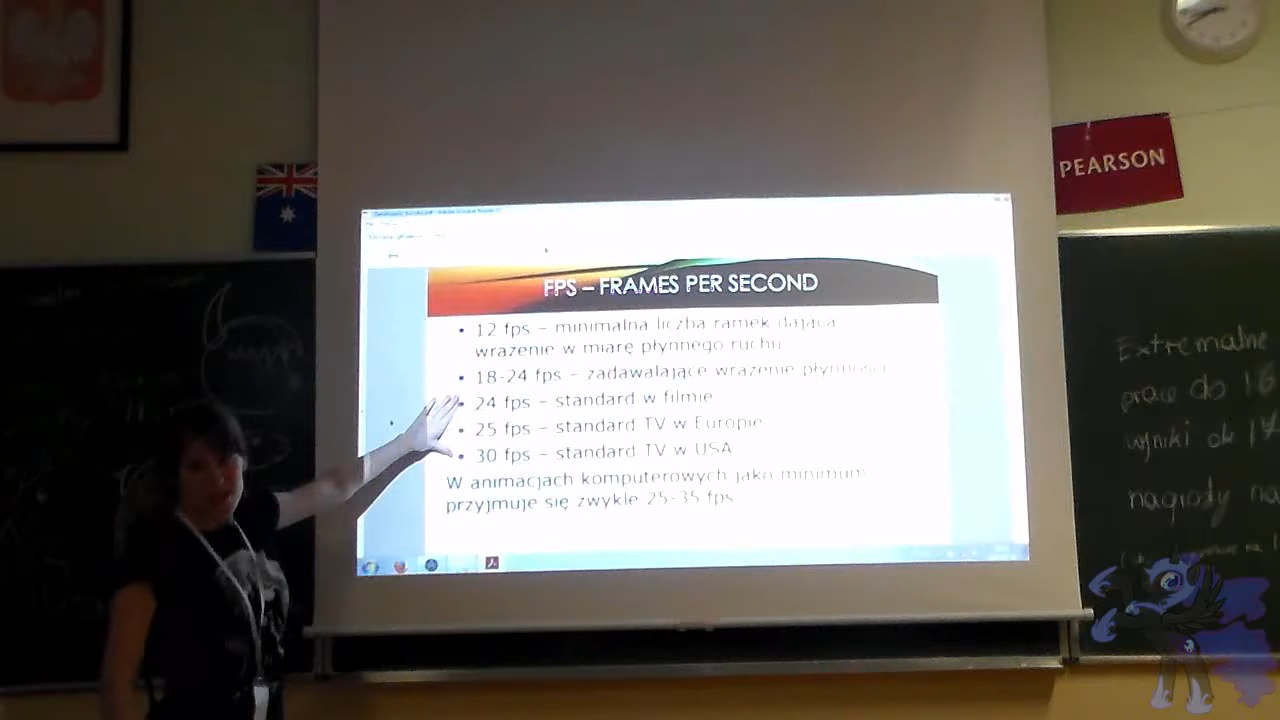 PEARSON
FPS – FRAMES PER SECOND
• 12 fps – minimalna liczba ramek dająca
wrażenie w miarę płynnego ruchu
• 18-24 fps – zadawalające wrażenie płynności
• 24 fps – standard w filmie
• 25 fps – standard TV w Europie
• 30 fps – standard TV w USA
W animacjach komputerowych jako minimum
przyjmuje się zwykle 25-35 fps
Extremalne
prace do 16
wyniki ok
nagrody na